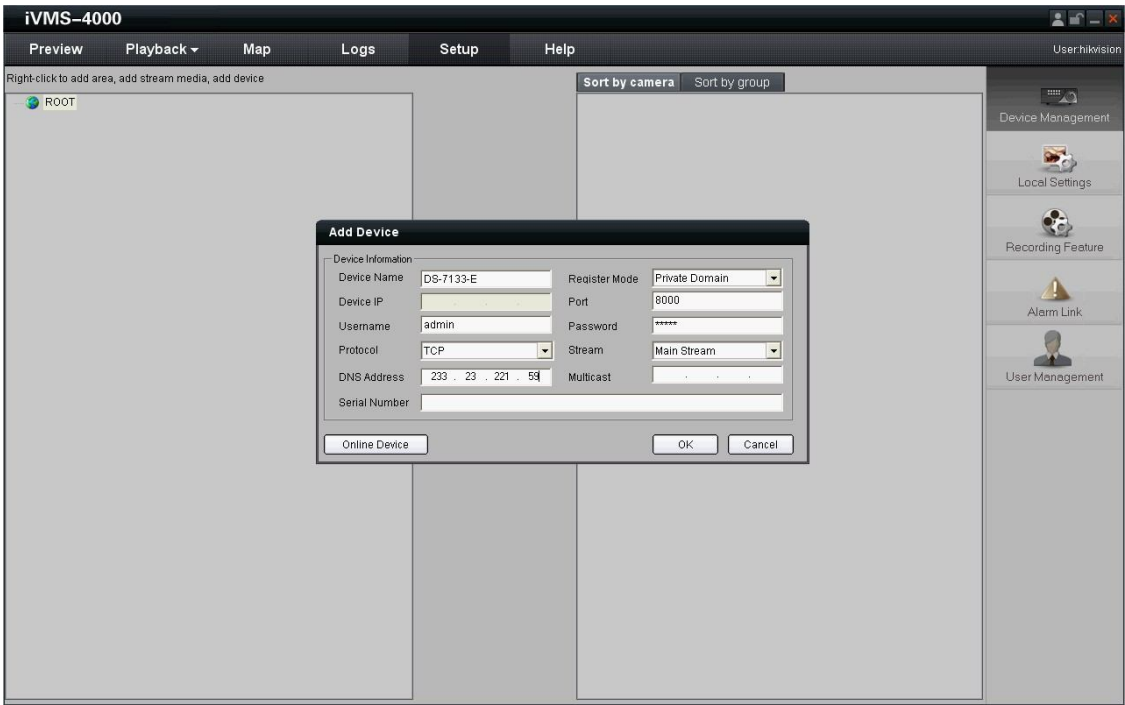 iVMS-4000
Preview Playback Map Logs Setup Help User:hikvision
Right-click to add area, add stream media, add device
ROOT
Sort by camera Sort by group
Device Management
Local Settings
Recording Feature
Alarm Link
User Management
Add Device
Device Information
Device Name DS-7133-E Register Mode Private Domain
Device IP . . . Port 8000
Username admin Password *****
Protocol TCP Stream Main Stream
DNS Address 233 . 23 . 221 . 59 Multicast . . .
Serial Number
Online Device OK Cancel